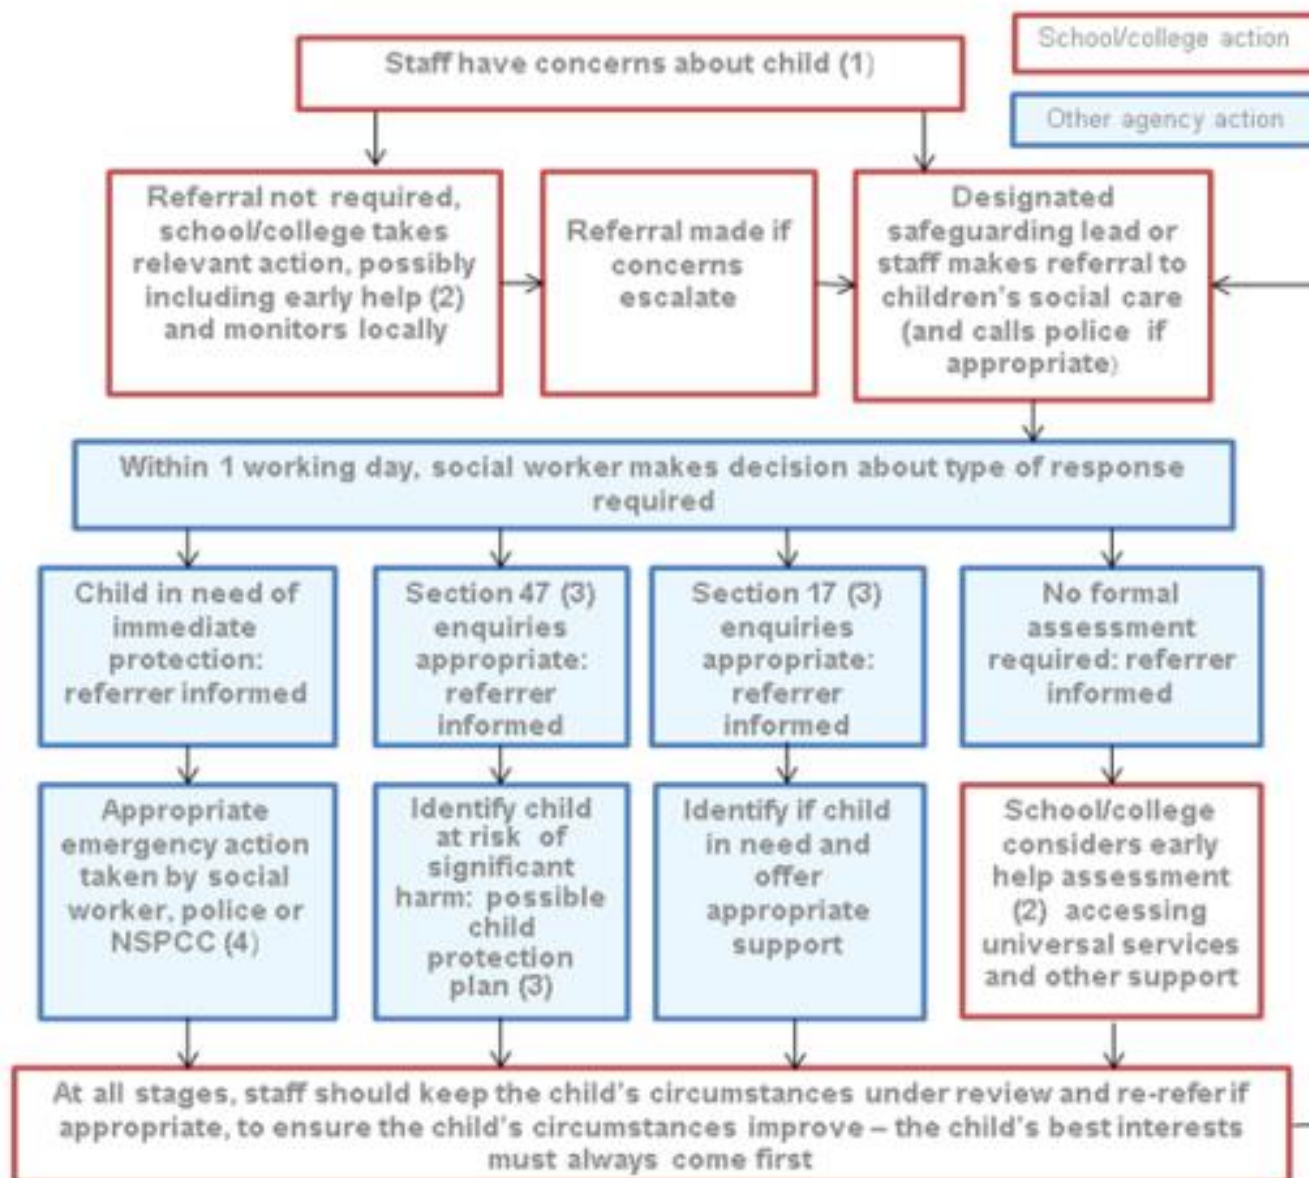 School/college action
Staff have concerns about child (1)
Other agency action
Referral not required,
school/college takes
relevant action, possibly
including early help (2)
and monitors locally
Referral made if
concerns
escalate
Designated
safeguarding lead or
staff makes referral to
children's social care
(and calls police if
appropriate)
Within 1 working day, social worker makes decision about type of response
required
Child in need of
immediate
protection:
referrer informed
Section 47 (3)
enquiries
appropriate:
referrer
informed
Section 17 (3)
enquiries
appropriate:
referrer
informed
No formal
assessment
required: referrer
informed
Appropriate
emergency action
taken by social
worker, police or
NSPCC (4)
Identify child
at risk of
significant
harm: possible
child
protection
plan (3)
Identify if child
in need and
offer
appropriate
support
School/college
considers early
help assessment
(2) accessing
universal services
and other support
At all stages, staff should keep the child's circumstances under review and re-refer if
appropriate, to ensure the child's circumstances improve – the child's best interests
must always come first